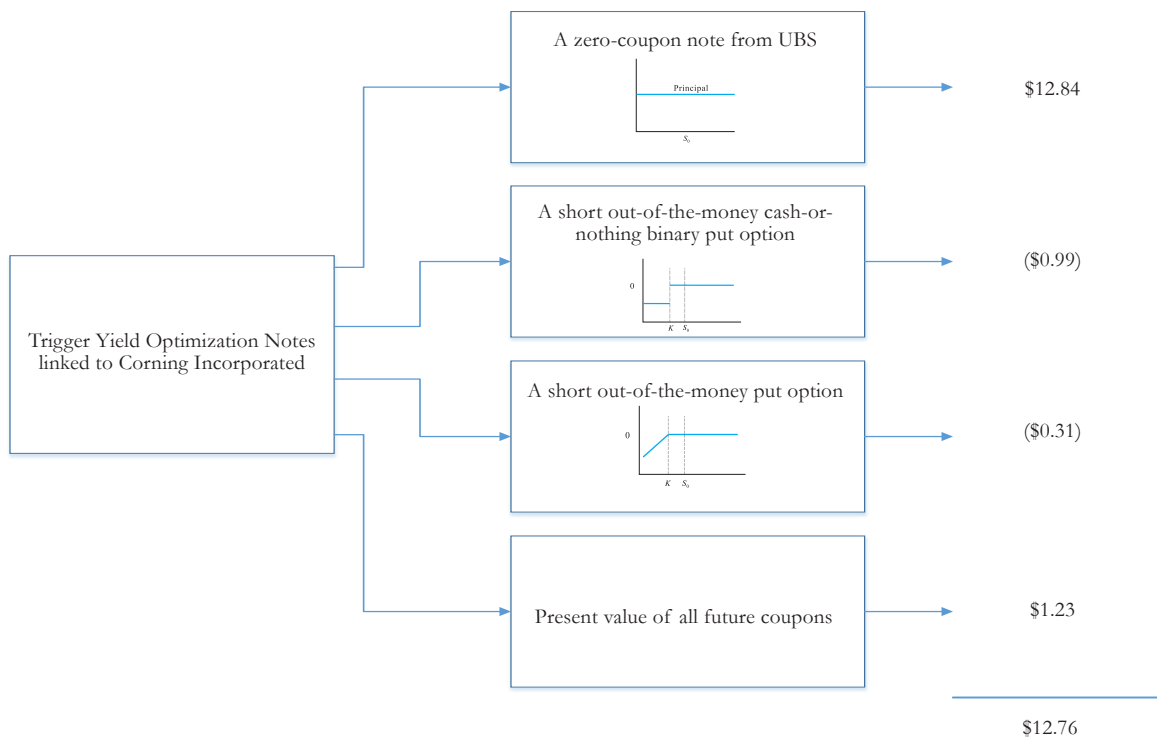 A zero-coupon note from UBS
Principal
S₀
$12.84
A short out-of-the-money cash-or-
nothing binary put option
0
K S₀
($0.99)
Trigger Yield Optimization Notes
linked to Corning Incorporated
A short out-of-the-money put option
0
K S₀
($0.31)
Present value of all future coupons
$1.23
$12.76